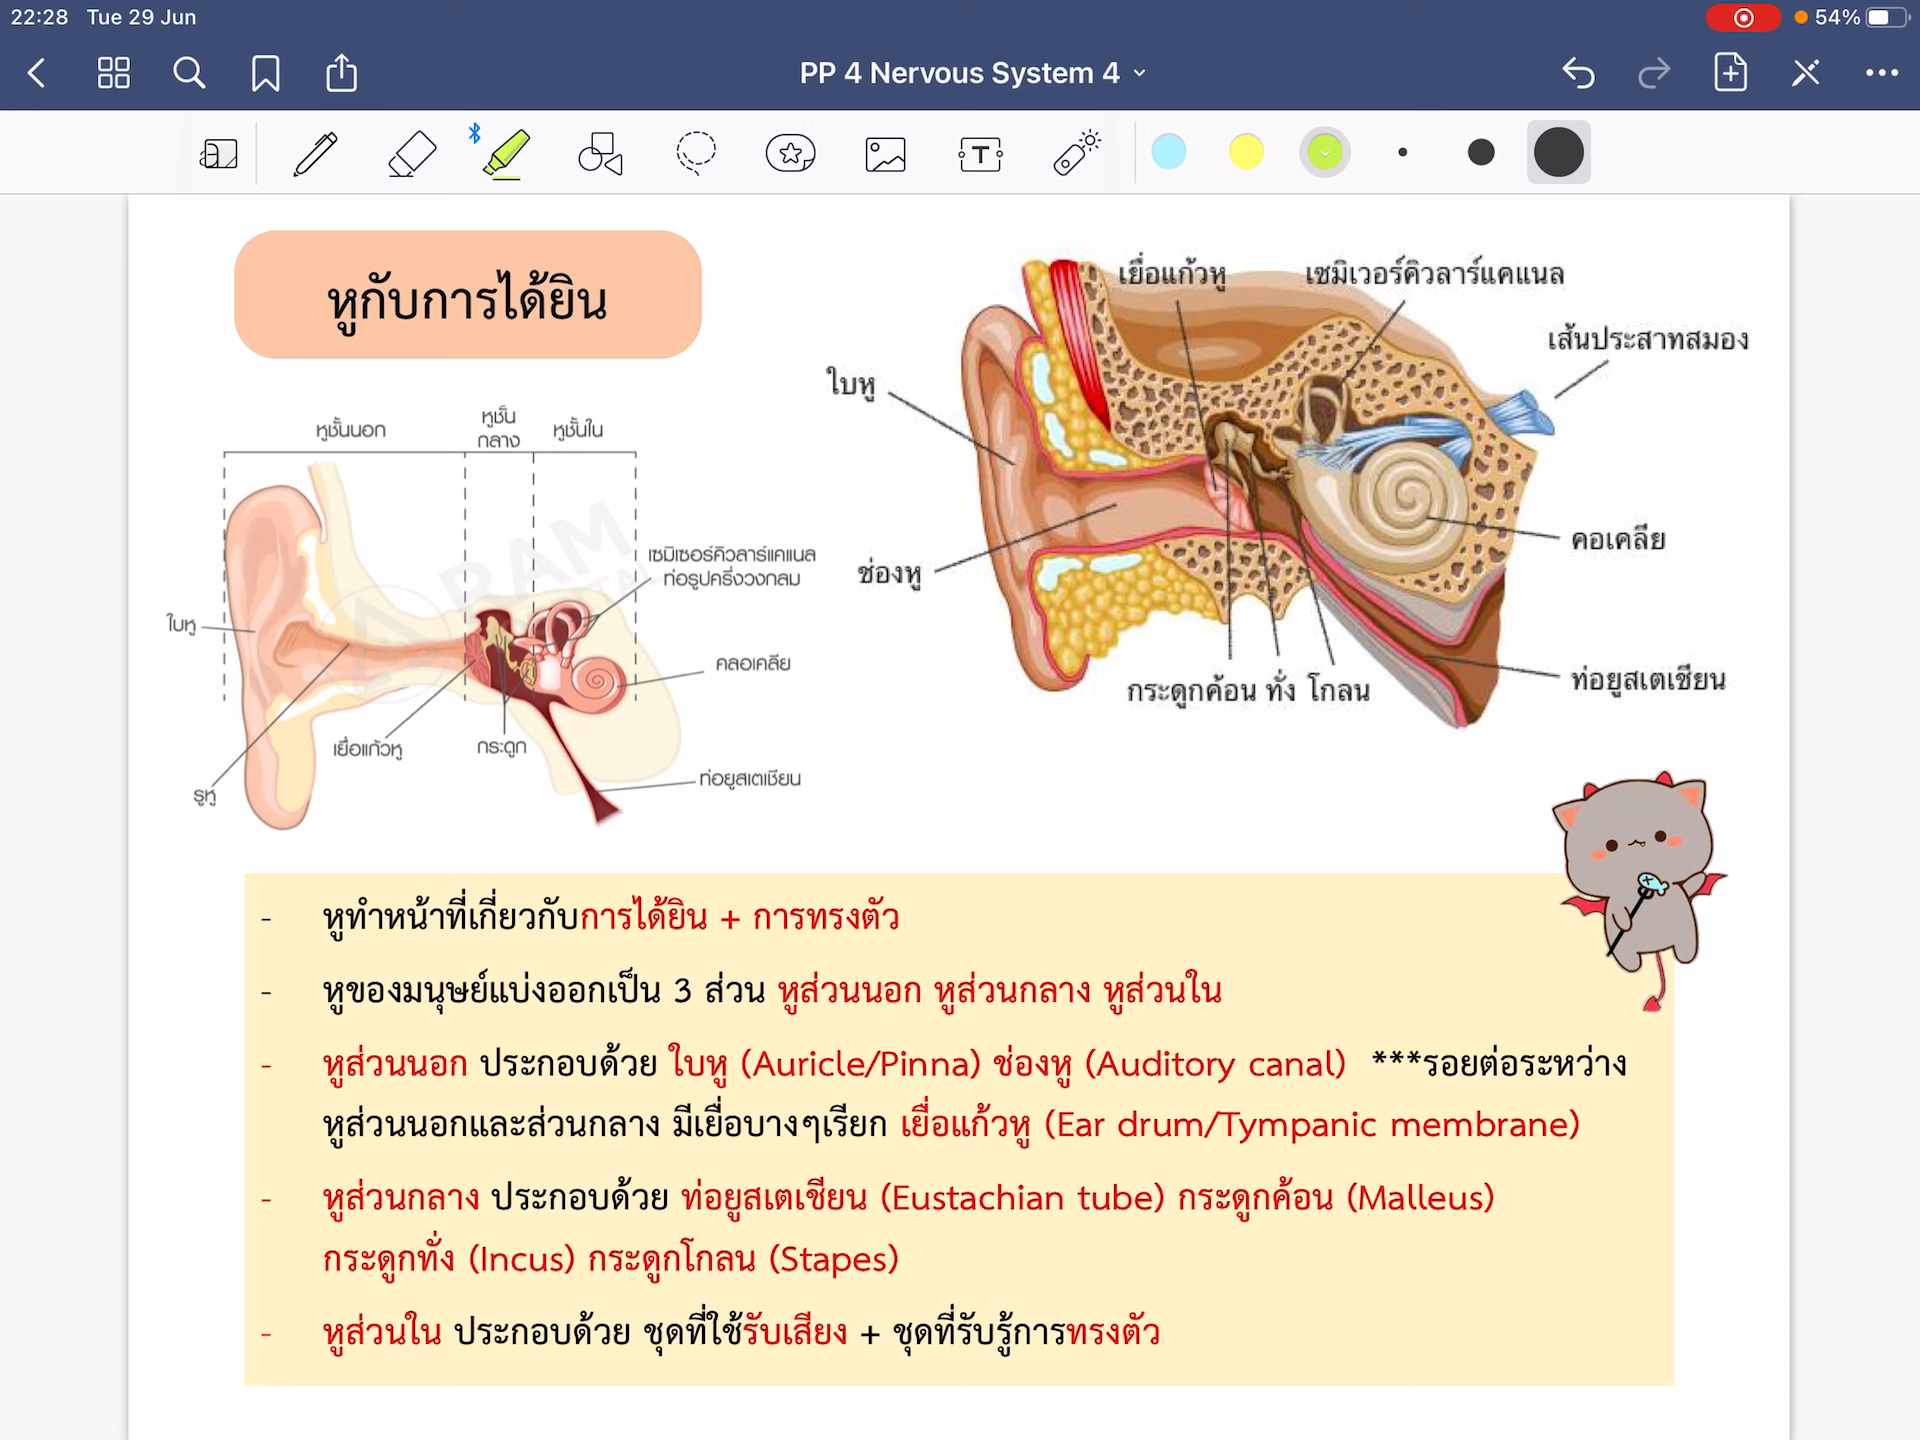 22:28 Tue 29 Jun
54%
PP 4 Nervous System 4
หูกับการได้ยิน
หูชั้นนอก
หูชั้น
กลาง
หูชั้นใน
เซมิเซอร์คิวลาร์แคแนล
ท่อรูปครึ่งวงกลม
ใบหู
คลอเคลีย
เยื่อแก้วหู
กระดูก
ท่อยูสเตเชียน
รูหู
RAM
เยื่อแก้วหู
เซมิเวอร์คิวลาร์แคแนล
เส้นประสาทสมอง
ใบหู
คอเคลีย
ช่องหู
กระดูกค้อน ทั่ง โกลน
ท่อยูสเตเชียน
- หูทำหน้าที่เกี่ยวกับการได้ยิน + การทรงตัว
- หูของมนุษย์แบ่งออกเป็น 3 ส่วน หูส่วนนอก หูส่วนกลาง หูส่วนใน
- หูส่วนนอก ประกอบด้วย ใบหู (Auricle/Pinna) ช่องหู (Auditory canal) ***รอยต่อระหว่าง
หูส่วนนอกและส่วนกลาง มีเยื่อบางๆเรียก เยื่อแก้วหู (Ear drum/Tympanic membrane)
- หูส่วนกลาง ประกอบด้วย ท่อยูสเตเชียน (Eustachian tube) กระดูกค้อน (Malleus)
กระดูกทั่ง (Incus) กระดูกโกลน (Stapes)
- หูส่วนใน ประกอบด้วย ชุดที่ใช้รับเสียง + ชุดที่รับรู้การทรงตัว